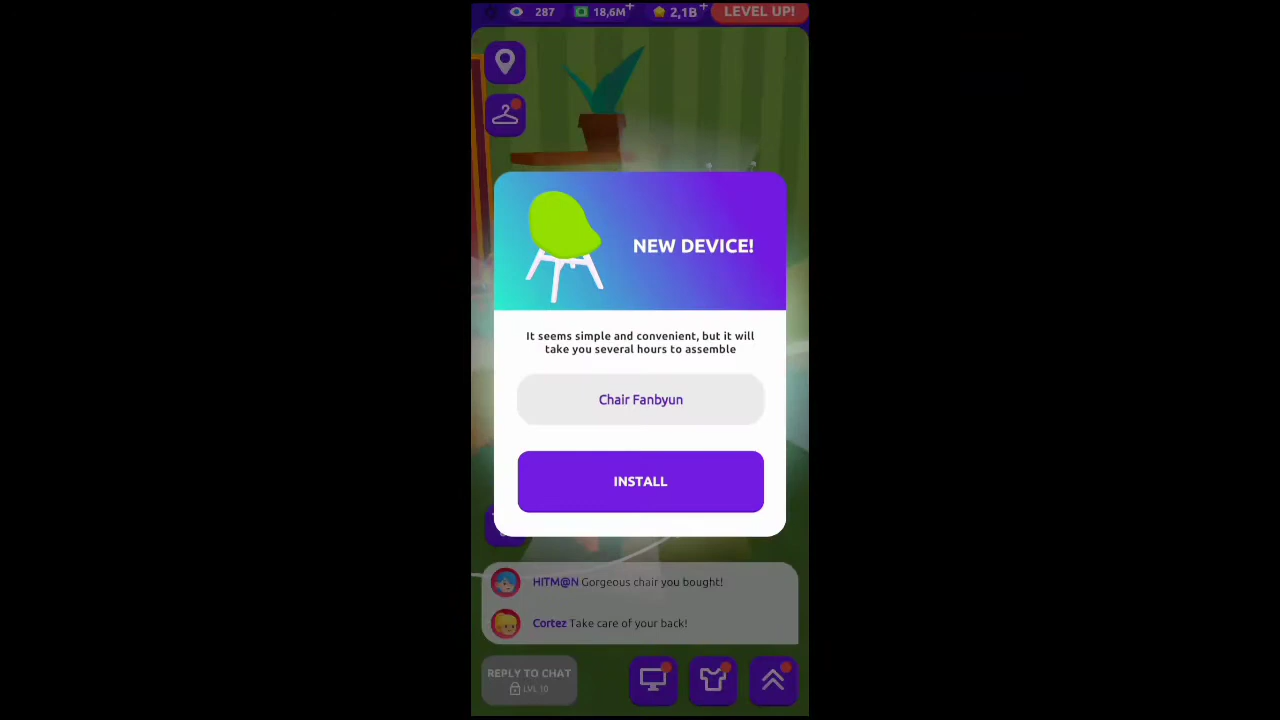 287 18,6M+ 2,1B+ LEVEL UP!
NEW DEVICE!
It seems simple and convenient, but it will
take you several hours to assemble
Chair Fanbyun
INSTALL
HITM@N Gorgeous chair you bought!
Cortez Take care of your back!
REPLY TO CHAT
LVL 10